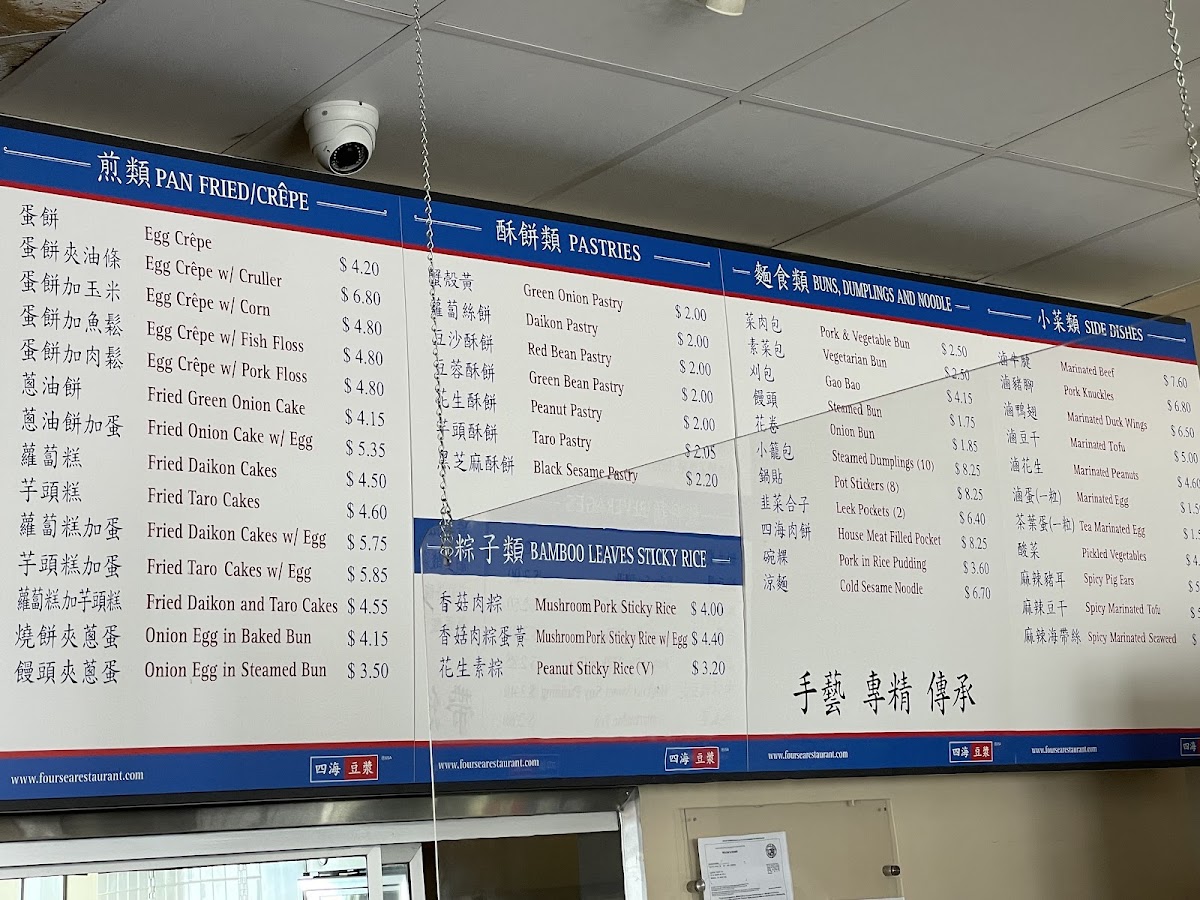 煎類 PAN FRIED/CRÊPE
蛋餅 Egg Crêpe $ 4.20
蛋餅夾油條 Egg Crêpe w/ Cruller $ 6.80
蛋餅加玉米 Egg Crêpe w/ Corn $ 4.80
蛋餅加魚鬆 Egg Crêpe w/ Fish Floss $ 4.80
蛋餅加肉鬆 Egg Crêpe w/ Pork Floss $ 4.80
蔥油餅 Fried Green Onion Cake $ 4.15
蔥油餅加蛋 Fried Onion Cake w/ Egg $ 5.35
蘿蔔糕 Fried Daikon Cakes $ 4.50
芋頭糕 Fried Taro Cakes $ 4.60
蘿蔔糕加蛋 Fried Daikon Cakes w/ Egg $ 5.75
芋頭糕加蛋 Fried Taro Cakes w/ Egg $ 5.85
蘿蔔糕加芋頭糕 Fried Daikon and Taro Cakes $ 4.55
燒餅夾蔥蛋 Onion Egg in Baked Bun $ 4.15
饅頭夾蔥蛋 Onion Egg in Steamed Bun $ 3.50
www.foursearestaurant.com 四海 豆漿
酥餅類 PASTRIES
蟹殼黃 Green Onion Pastry $ 2.00
蘿蔔絲餅 Daikon Pastry $ 2.00
豆沙酥餅 Red Bean Pastry $ 2.00
豆蓉酥餅 Green Bean Pastry $ 2.00
花生酥餅 Peanut Pastry $ 2.00
芋頭酥餅 Taro Pastry
黑芝麻酥餅 Black Sesame Pastry $ 2.20
粽子類 BAMBOO LEAVES STICKY RICE
香菇肉粽 Mushroom Pork Sticky Rice $ 4.00
香菇肉粽蛋黃 Mushroom Pork Sticky Rice w/ Egg $ 4.40
花生素粽 Peanut Sticky Rice (V) $ 3.20
www.foursearestaurant.com 四海 豆漿
麵食類 BUNS, DUMPLINGS AND NOODLE
菜肉包 Pork & Vegetable Bun $ 2.50
素菜包 Vegetarian Bun $ 2.50
刈包 Gao Bao $ 4.15
饅頭 Steamed Bun $ 1.75
花卷 Onion Bun $ 1.85
小籠包 Steamed Dumplings (10) $ 8.25
鍋貼 Pot Stickers (8) $ 8.25
韭菜合子 Leek Pockets (2) $ 6.40
四海肉餅 House Meat Filled Pocket $ 8.25
碗粿 Pork in Rice Pudding $ 3.60
涼麵 Cold Sesame Noodle $ 6.70
手藝 專精 傳承
www.foursearestaurant.com 四海 豆漿
小菜類 SIDE DISHES
滷牛腱 Marinated Beef $ 7.60
滷豬腳 Pork Knuckles $ 6.80
滷鴨翅 Marinated Duck Wings $ 6.50
滷豆干 Marinated Tofu $ 5.00
滷花生 Marinated Peanuts $ 4.60
滷蛋(一粒) Marinated Egg $ 1.5
茶葉蛋(一粒) Tea Marinated Egg $ 1.
酸菜 Pickled Vegetables $ 4.
麻辣豬耳 Spicy Pig Ears $
麻辣豆干 Spicy Marinated Tofu $
麻辣海帶絲 Spicy Marinated Seaweed $
www.foursearestaurant.com 四海